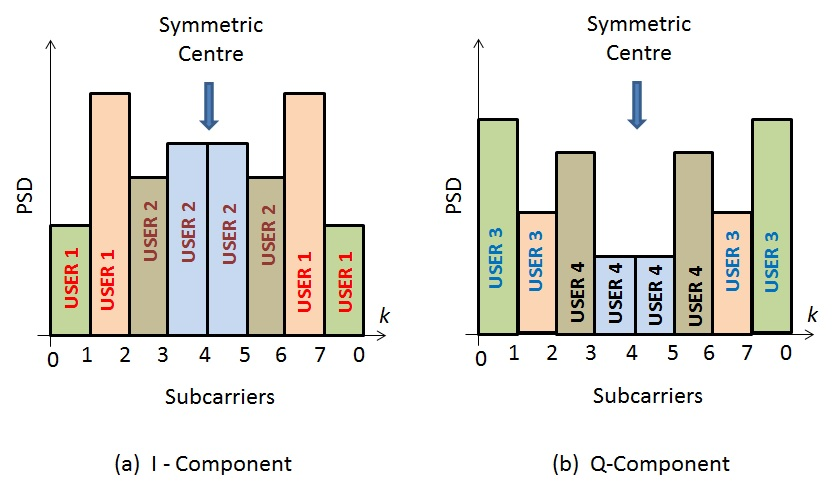 Symmetric
Centre
PSD
USER 1
USER 1
USER 2
USER 2
USER 2
USER 2
USER 1
USER 1
k
0 1 2 3 4 5 6 7 0
Subcarriers
(a) I - Component
Symmetric
Centre
PSD
USER 3
USER 3
USER 4
USER 4
USER 4
USER 4
USER 3
USER 3
k
0 1 2 3 4 5 6 7 0
Subcarriers
(b) Q-Component